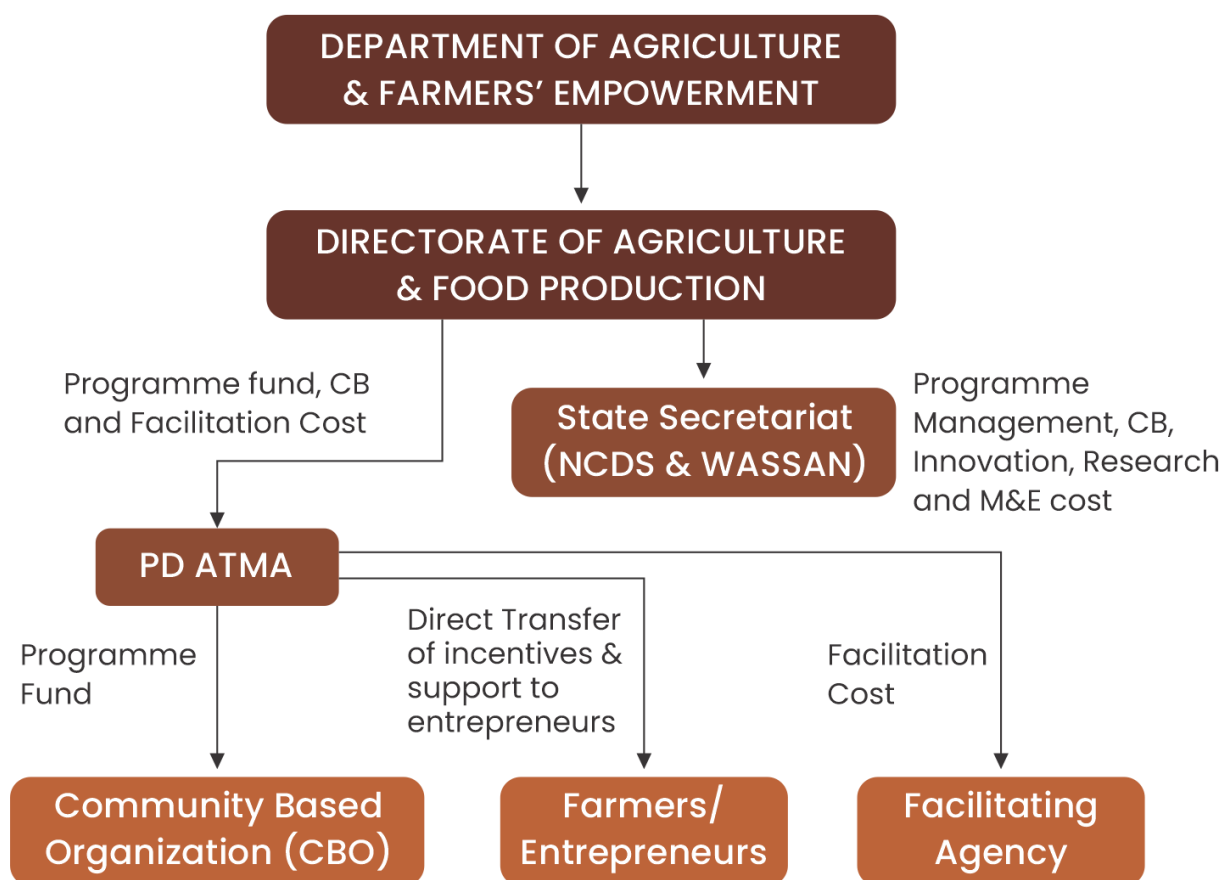 DEPARTMENT OF AGRICULTURE
& FARMERS’ EMPOWERMENT
DIRECTORATE OF AGRICULTURE
& FOOD PRODUCTION
Programme fund, CB
and Facilitation Cost
State Secretariat
(NCDS & WASSAN)
Programme
Management, CB,
Innovation, Research
and M&E cost
PD ATMA
Programme
Fund
Direct Transfer
of incentives &
support to
entrepreneurs
Facilitation
Cost
Community Based
Organization (CBO)
Farmers/
Entrepreneurs
Facilitating
Agency